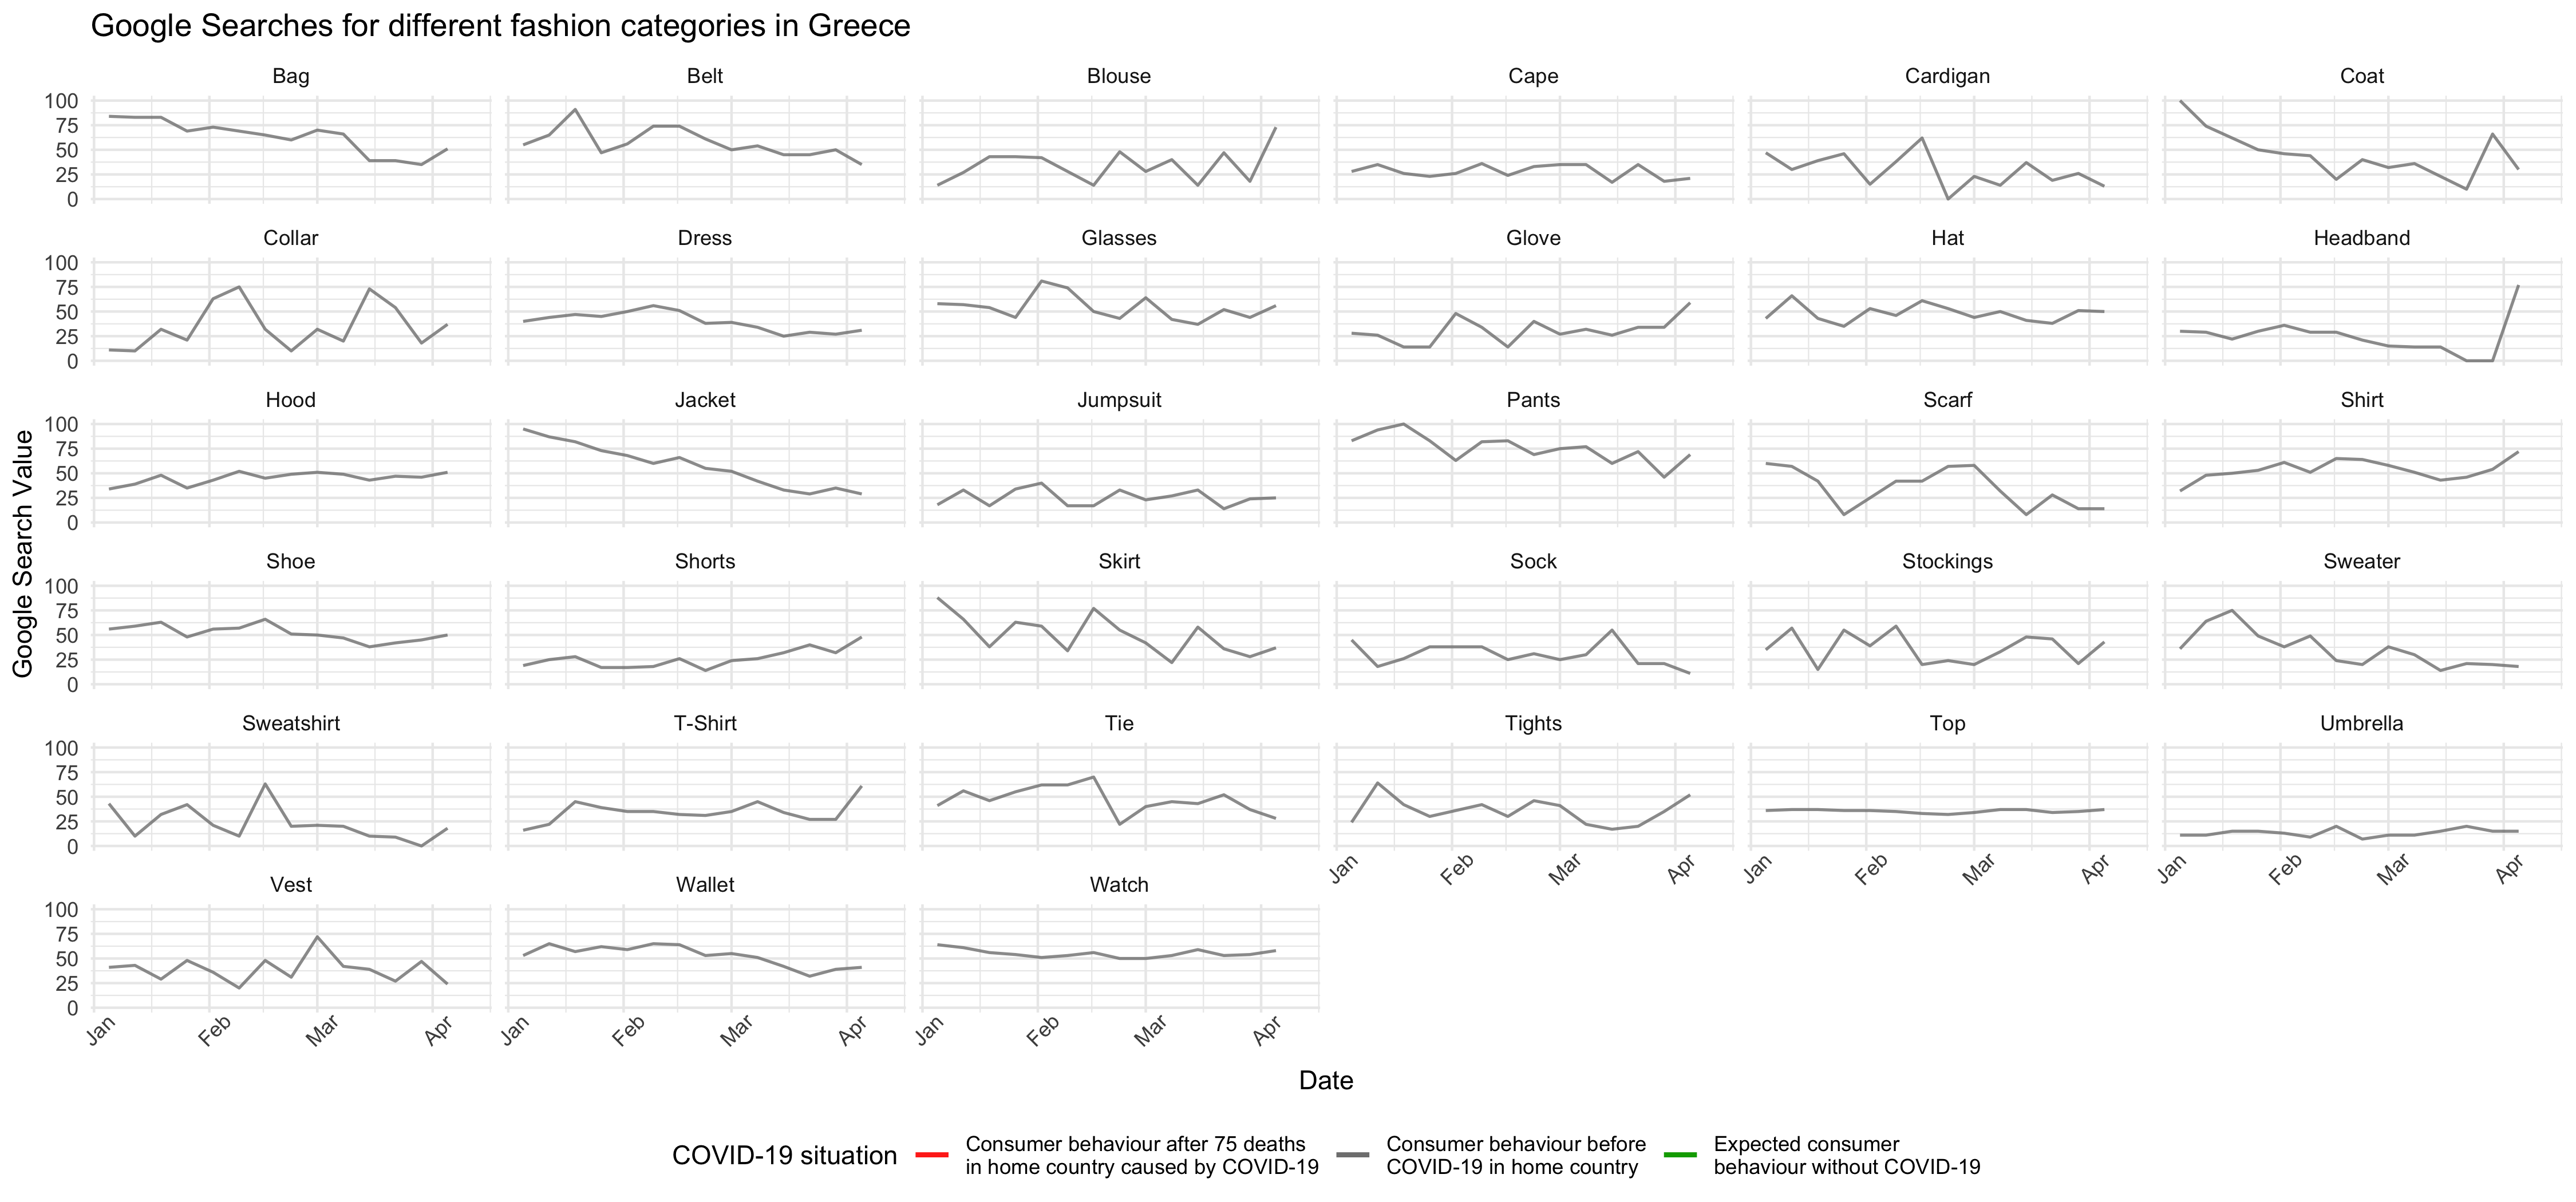 Google Searches for different fashion categories in Greece
Bag Belt Blouse Cape Cardigan Coat
100
75
50
25
0
Collar Dress Glasses Glove Hat Headband
100
75
50
25
0
Hood Jacket Jumpsuit Pants Scarf Shirt
100
75
50
25
0
Shoe Shorts Skirt Sock Stockings Sweater
100
75
50
25
0
Sweatshirt T-Shirt Tie Tights Top Umbrella
100
75
50
25
0
Jan Feb Mar Apr Jan Feb Mar Apr Jan Feb Mar Apr
Vest Wallet Watch
100
75
50
25
0
Jan Feb Mar Apr Jan Feb Mar Apr Jan Feb Mar Apr
Google Search Value
Date
COVID-19 situation
Consumer behaviour after 75 deaths
in home country caused by COVID-19
Consumer behaviour before
COVID-19 in home country
Expected consumer
behaviour without COVID-19